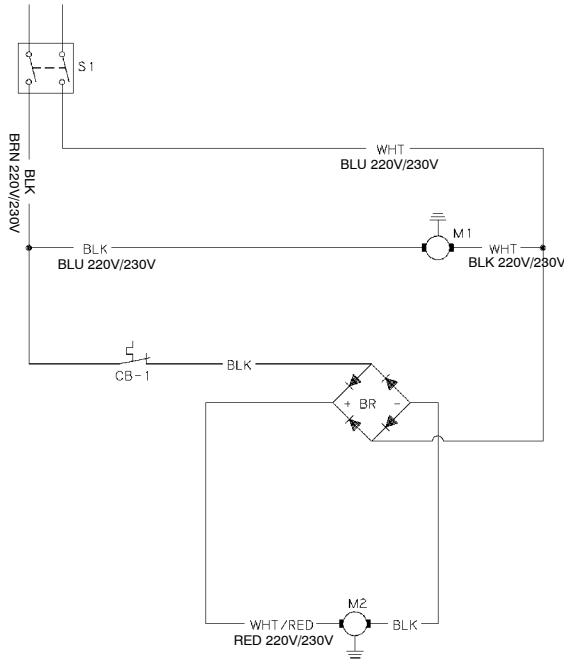 S1
WHT
BLU 220V/230V
BLK
BRN 220V/230V
M1
BLK
BLU 220V/230V
WHT
BLK 220V/230V
CB-1
BLK
+ BR -
M2
WHT/RED
RED 220V/230V
BLK